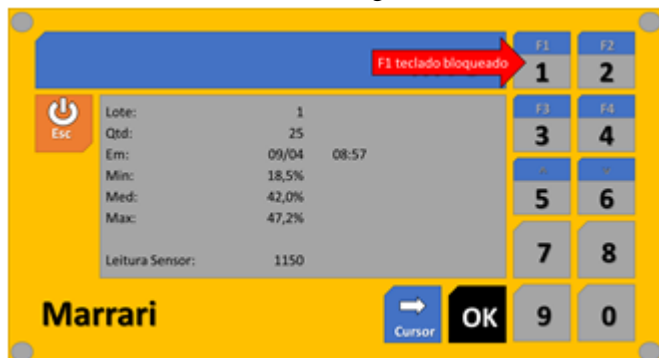 F1 teclado bloqueado
F1 F2
1 2
Esc
Lote: 1
Qtd: 25
Em: 09/04 08:57
Min: 18,5%
Med: 42,0%
Max: 47,2%
Leitura Sensor: 1150
F3 F4
3 4
5 6
7 8
Marrari
Cursor
OK
9 0